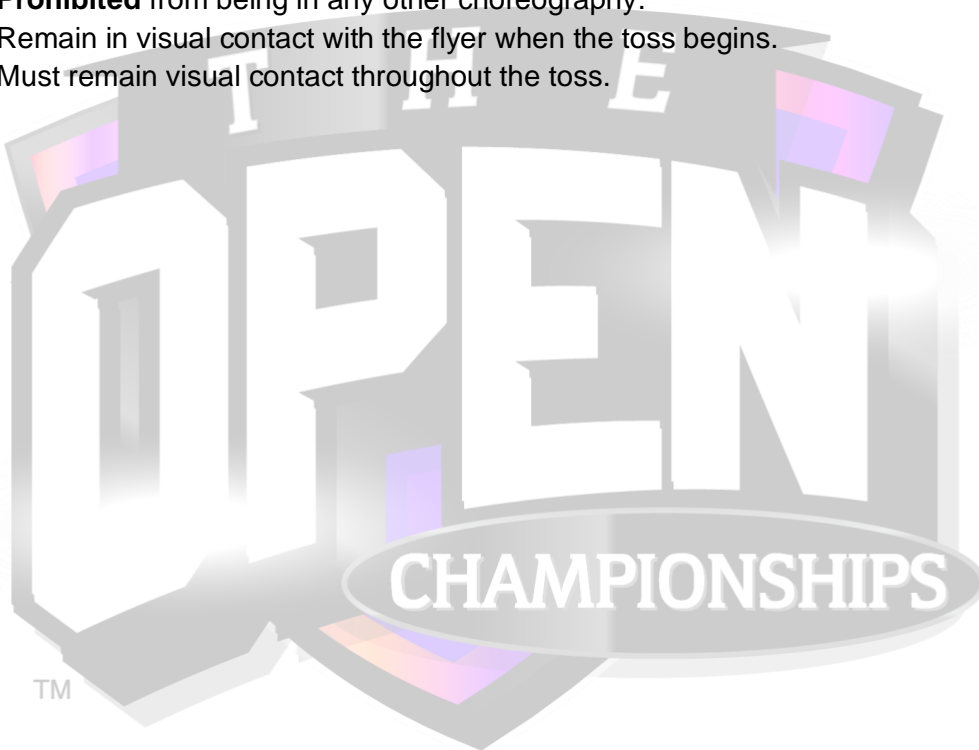 Prohibited from being in any other choreography.
Remain in visual contact with the flyer when the toss begins.
Must remain visual contact throughout the toss.
THE
OPEN
CHAMPIONSHIPS
TM